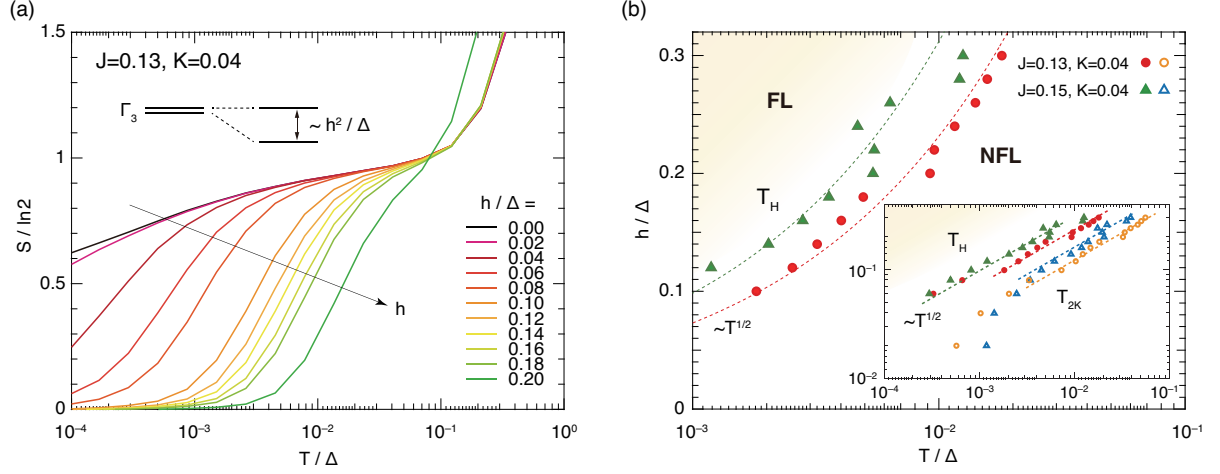 (a)
1.5
1
0.5
0
S / ln2
J=0.13, K=0.04
Γ3
~ h² / Δ
h / Δ =
0.00
0.02
0.04
0.06
0.08
0.10
0.12
0.14
0.16
0.18
0.20
h
10⁻⁴ 10⁻³ 10⁻² 10⁻¹ 10⁰
T / Δ
(b)
0.3
0.2
0.1
0
h / Δ
J=0.13, K=0.04
J=0.15, K=0.04
FL
NFL
T_H
~T^1/2
10⁻¹
10⁻²
T_H
T_2K
~T^1/2
10⁻⁴ 10⁻³ 10⁻² 10⁻¹
10⁻³ 10⁻² 10⁻¹
T / Δ